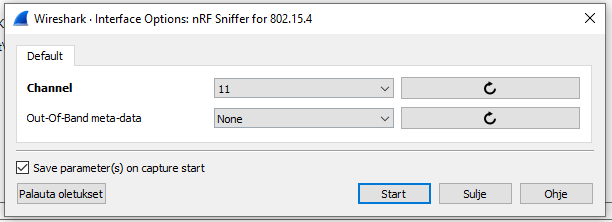 Wireshark · Interface Options: nRF Sniffer for 802.15.4
Default
Channel
11
Out-Of-Band meta-data
None
Save parameter(s) on capture start
Palauta oletukset
Start
Sulje
Ohje